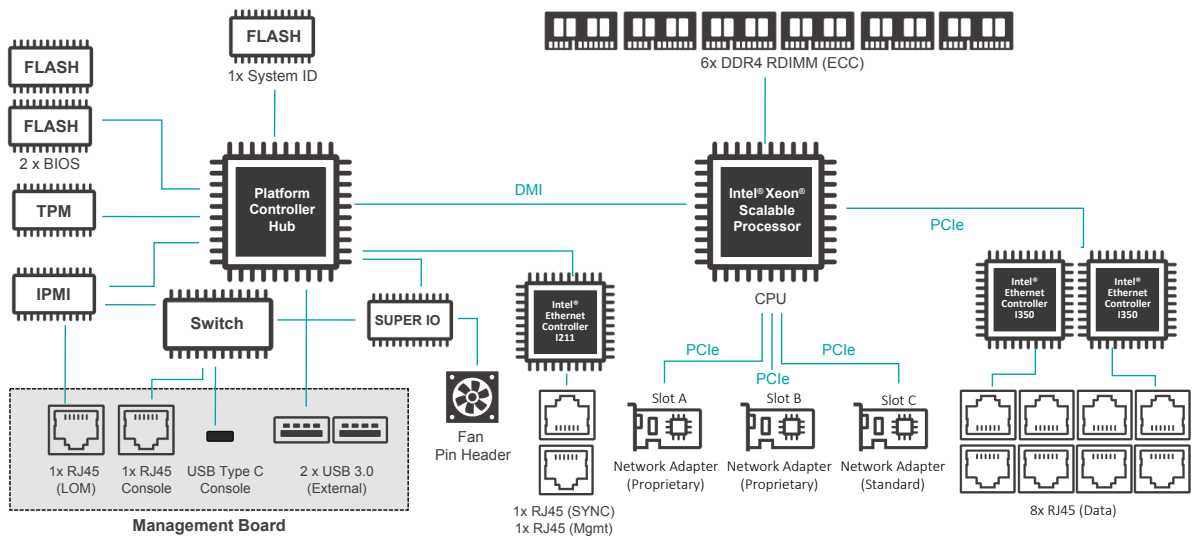 FLASH
1x System ID
6x DDR4 RDIMM (ECC)
FLASH
FLASH
2 x BIOS
TPM
IPMI
Platform
Controller
Hub
DMI
Intel® Xeon®
Scalable
Processor
CPU
PCIe
Intel®
Ethernet
Controller
I350
Intel®
Ethernet
Controller
I350
Switch
SUPER IO
Intel®
Ethernet
Controller
I211
PCIe
PCIe
PCIe
Fan
Pin Header
Slot A
Network Adapter
(Proprietary)
Slot B
Network Adapter
(Proprietary)
Slot C
Network Adapter
(Standard)
1x RJ45
(LOM)
1x RJ45
Console
USB Type C
Console
2 x USB 3.0
(External)
Management Board
1x RJ45 (SYNC)
1x RJ45 (Mgmt)
8x RJ45 (Data)